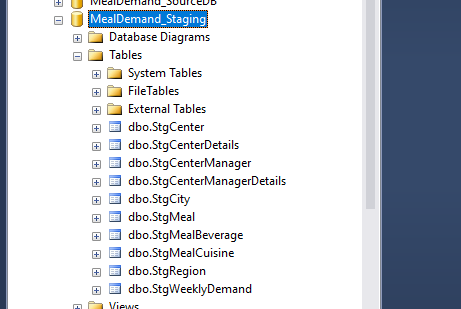 MealDemand_SourceDB
MealDemand_Staging
Database Diagrams
Tables
System Tables
FileTables
External Tables
dbo.StgCenter
dbo.StgCenterDetails
dbo.StgCenterManager
dbo.StgCenterManagerDetails
dbo.StgCity
dbo.StgMeal
dbo.StgMealBeverage
dbo.StgMealCuisine
dbo.StgRegion
dbo.StgWeeklyDemand
Views